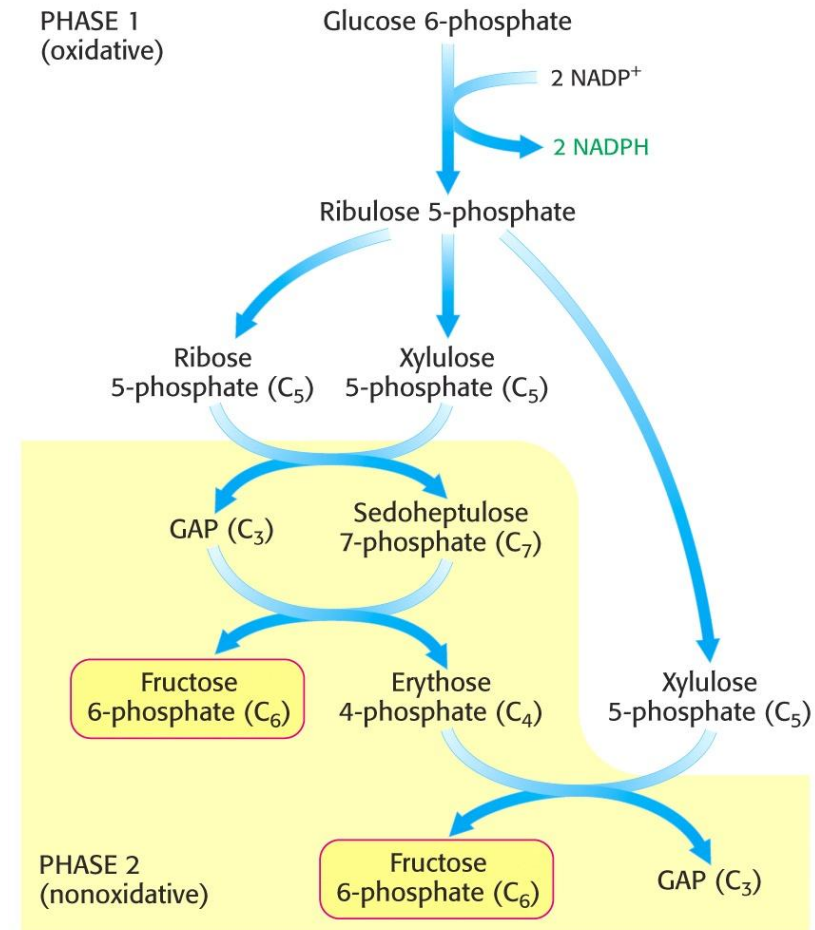 PHASE 1
(oxidative)
Glucose 6-phosphate
2 NADP⁺
2 NADPH
Ribulose 5-phosphate
Ribose
5-phosphate (C₅)
Xylulose
5-phosphate (C₅)
GAP (C₃)
Sedoheptulose
7-phosphate (C₇)
Fructose
6-phosphate (C₆)
Erythose
4-phosphate (C₄)
Xylulose
5-phosphate (C₅)
PHASE 2
(nonoxidative)
Fructose
6-phosphate (C₆)
GAP (C₃)